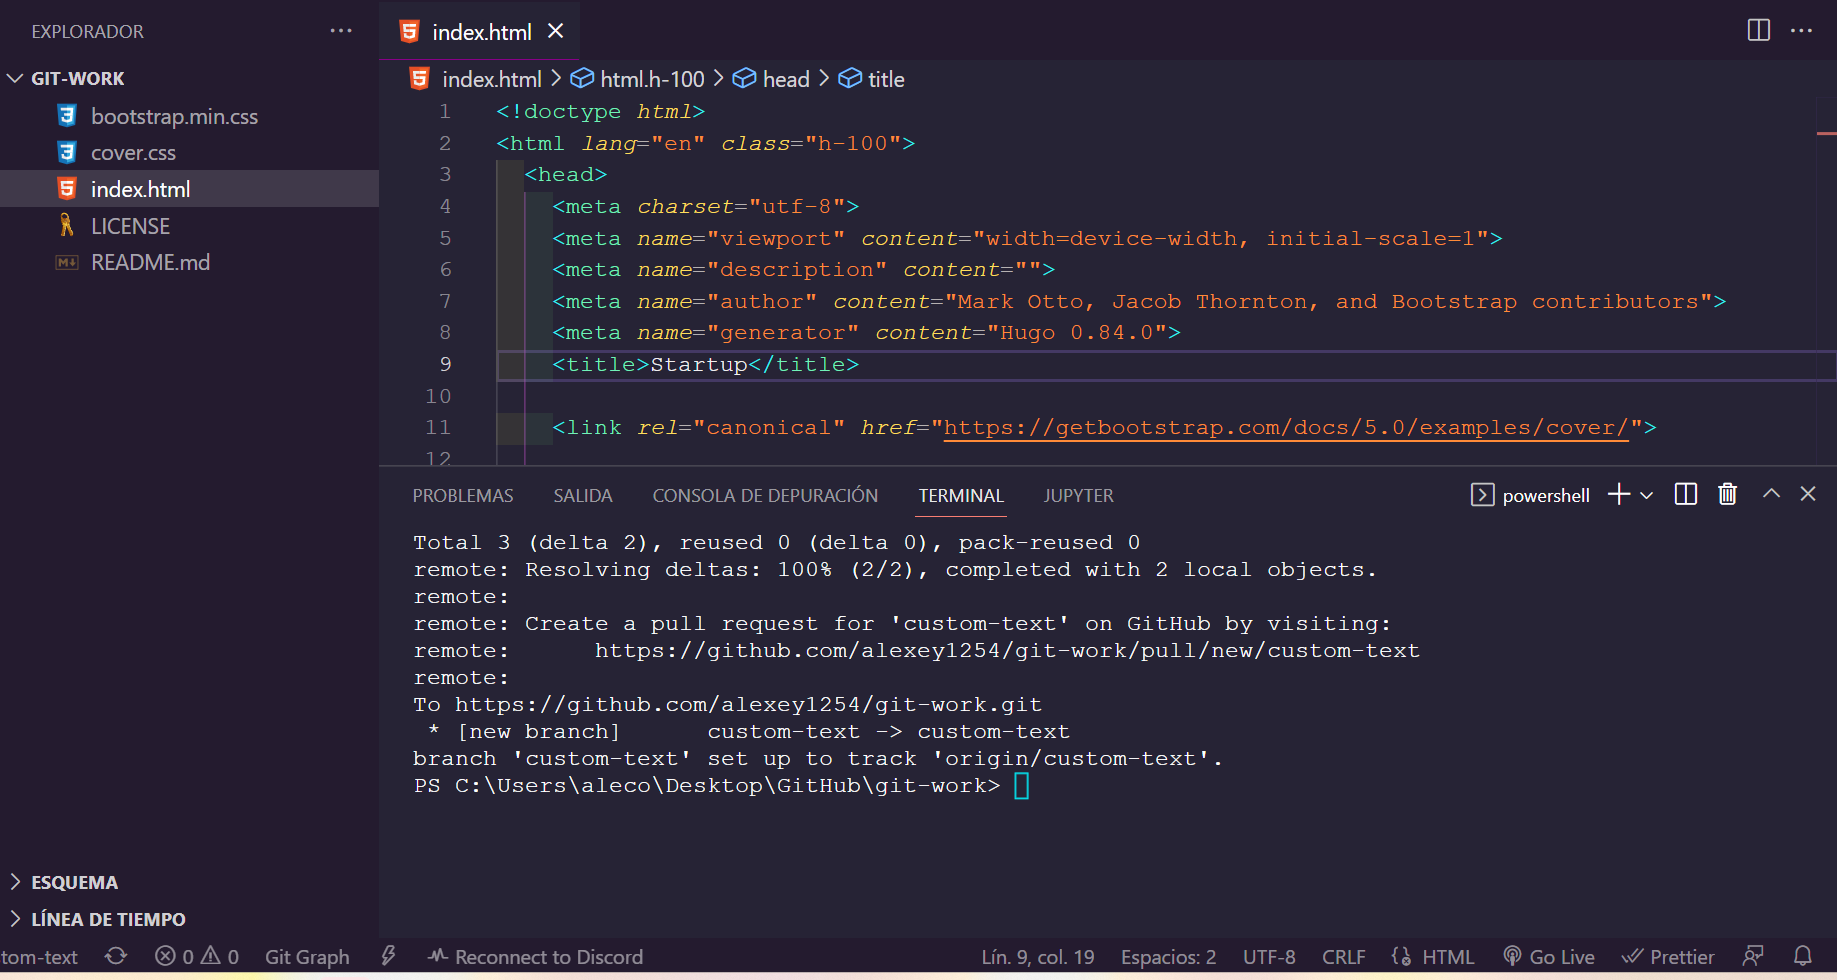 EXPLORADOR
GIT-WORK
bootstrap.min.css
cover.css
index.html
LICENSE
README.md
ESQUEMA
LÍNEA DE TIEMPO
index.html
index.html > html.h-100 > head > title
1 <!doctype html>
2 <html lang="en" class="h-100">
3 <head>
4 <meta charset="utf-8">
5 <meta name="viewport" content="width=device-width, initial-scale=1">
6 <meta name="description" content="">
7 <meta name="author" content="Mark Otto, Jacob Thornton, and Bootstrap contributors">
8 <meta name="generator" content="Hugo 0.84.0">
9 <title>Startup</title>
10
11 <link rel="canonical" href="https://getbootstrap.com/docs/5.0/examples/cover/">
12
PROBLEMAS SALIDA CONSOLA DE DEPURACIÓN TERMINAL JUPYTER powershell
Total 3 (delta 2), reused 0 (delta 0), pack-reused 0
remote: Resolving deltas: 100% (2/2), completed with 2 local objects.
remote:
remote: Create a pull request for 'custom-text' on GitHub by visiting:
remote:      https://github.com/alexey1254/git-work/pull/new/custom-text
remote:
To https://github.com/alexey1254/git-work.git
 * [new branch]      custom-text -> custom-text
branch 'custom-text' set up to track 'origin/custom-text'.
PS C:\Users\aleco\Desktop\GitHub\git-work>
tom-text 0 0 Git Graph Reconnect to Discord Lín. 9, col. 19 Espacios: 2 UTF-8 CRLF HTML Go Live Prettier